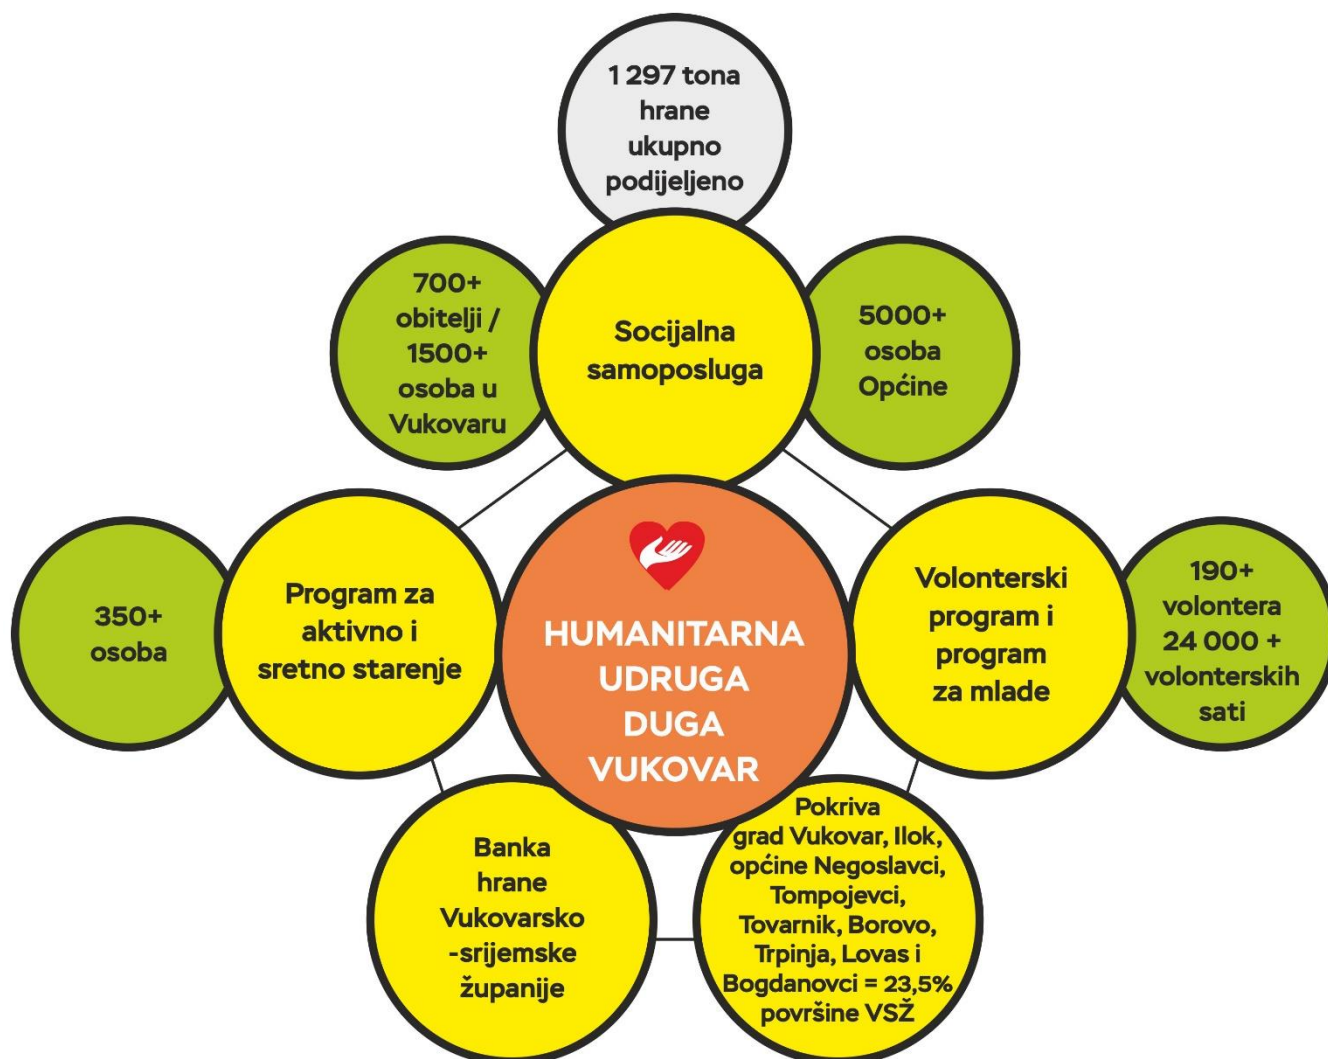 1 297 tona
hrane
ukupno
podijeljeno
700+
obitelji /
1500+
osoba u
Vukovaru
Socijalna
samoposluga
5000+
osoba
Općine
350+
osoba
Program za
aktivno i
sretno starenje
HUMANITARNA
UDRUGA
DUGA
VUKOVAR
Volonterski
program i
program
za mlade
190+
volontera
24 000 +
volonterskih
sati
Banka
hrane
Vukovarsko
-srijemske
županije
Pokriva
grad Vukovar, Ilok,
općine Negoslavci,
Tompojevci,
Tovarnik, Borovo,
Trpinja, Lovas i
Bogdanovci = 23,5%
površine VSŽ